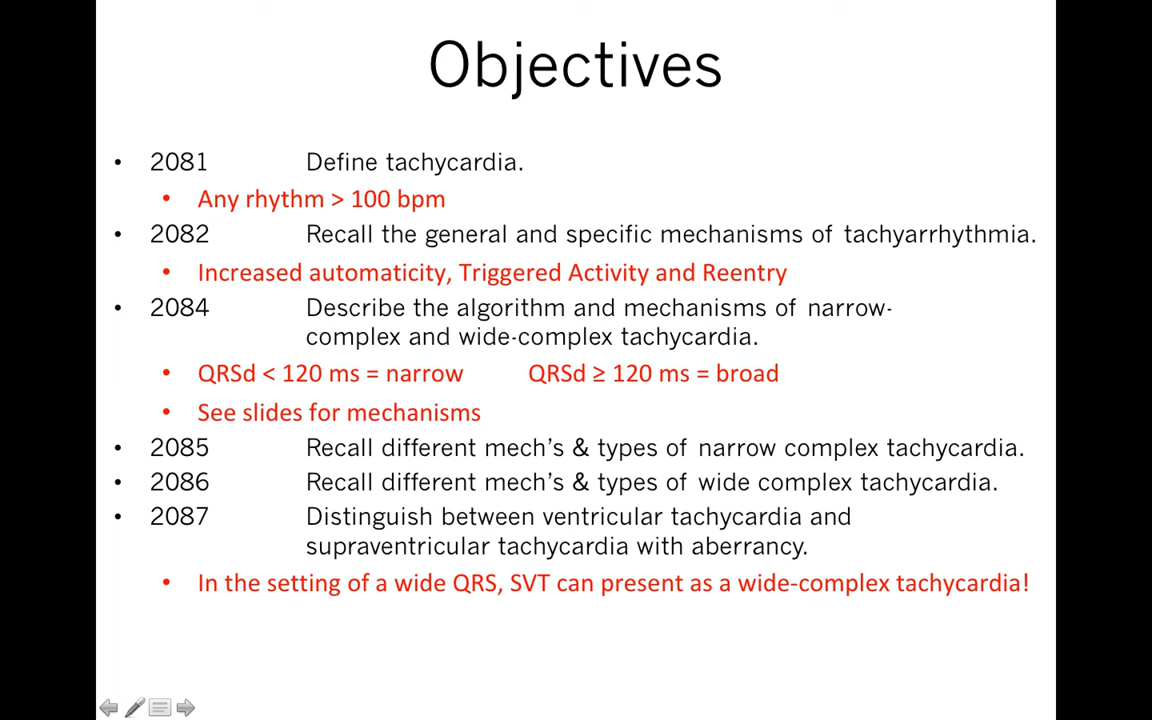 Objectives
• 2081 Define tachycardia.
• Any rhythm > 100 bpm
• 2082 Recall the general and specific mechanisms of tachyarrhythmia.
• Increased automaticity, Triggered Activity and Reentry
• 2084 Describe the algorithm and mechanisms of narrow-
complex and wide-complex tachycardia.
• QRSd < 120 ms = narrow QRSd ≥ 120 ms = broad
• See slides for mechanisms
• 2085 Recall different mech's & types of narrow complex tachycardia.
• 2086 Recall different mech's & types of wide complex tachycardia.
• 2087 Distinguish between ventricular tachycardia and
supraventricular tachycardia with aberrancy.
• In the setting of a wide QRS, SVT can present as a wide-complex tachycardia!